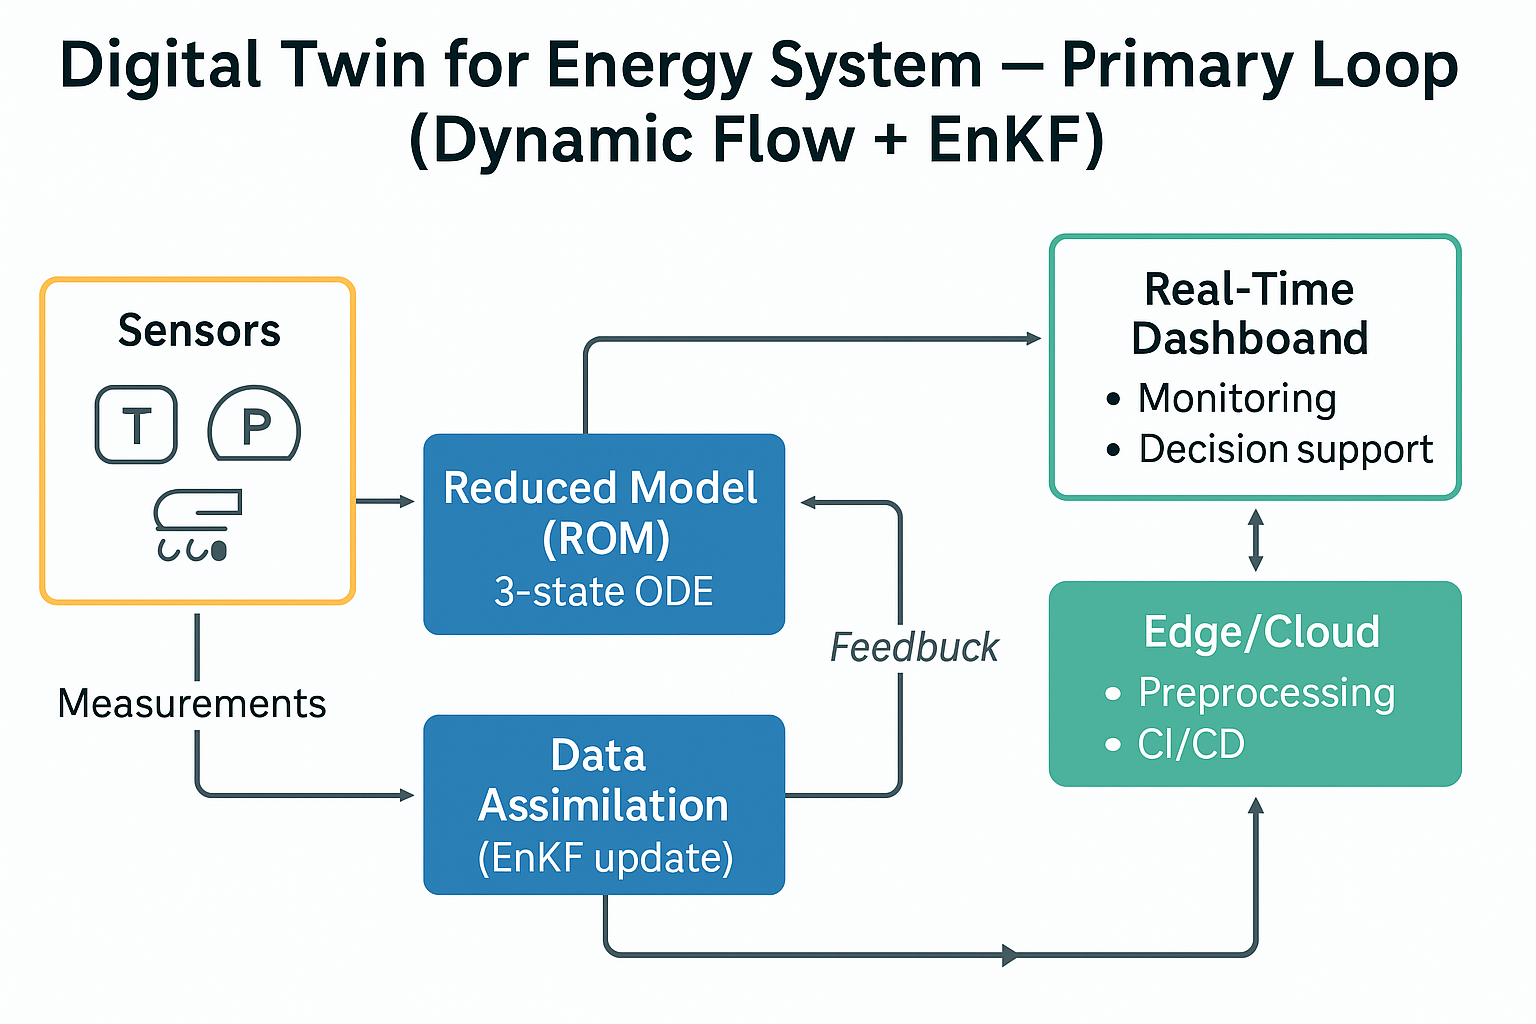 Digital Twin for Energy System – Primary Loop
(Dynamic Flow + EnKF)
Sensors
T P
Measurements
Reduced Model
(ROM)
3-state ODE
Data
Assimilation
(EnKF update)
Feedbuck
Real-Time
Dashboand
• Monitoring
• Decision support
Edge/Cloud
• Preprocessing
• CI/CD